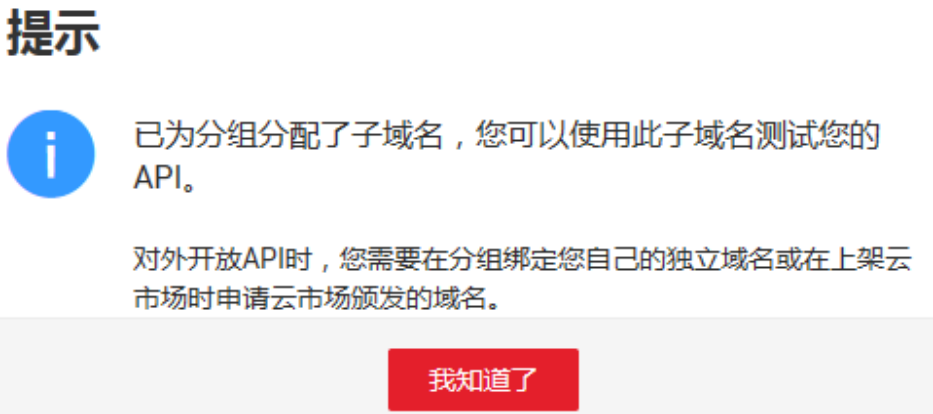 提示
已为分组分配了子域名，您可以使用此子域名测试您的
API。
对外开放API时，您需要在分组绑定您自己的独立域名或在上架云
市场时申请云市场颁发的域名。
我知道了